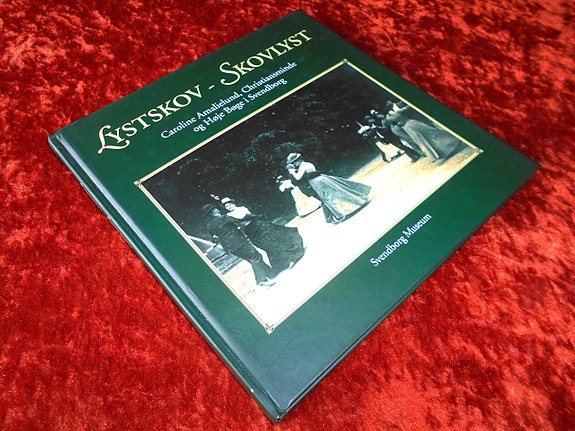 LYSTSKOV - SKOVLYST
Caroline Amalielund, Christiansminde
og Høje Bøge i Svendborg
Svendborg Museum